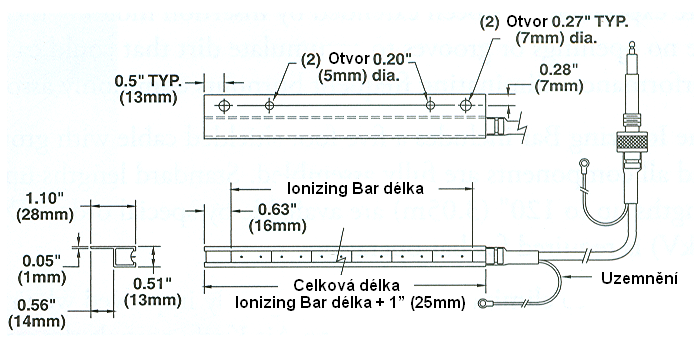 (2) Otvor 0.27" TYP.
(7mm) dia.
(2) Otvor 0.20"
(5mm) dia.
0.5" TYP.
(13mm)
0.28"
(7mm)
Ionizing Bar délka
1.10"
(28mm)
0.63"
(16mm)
0.05"
(1mm)
0.51"
(13mm)
0.56"
(14mm)
Celková délka
Ionizing Bar délka + 1” (25mm)
Uzemnění